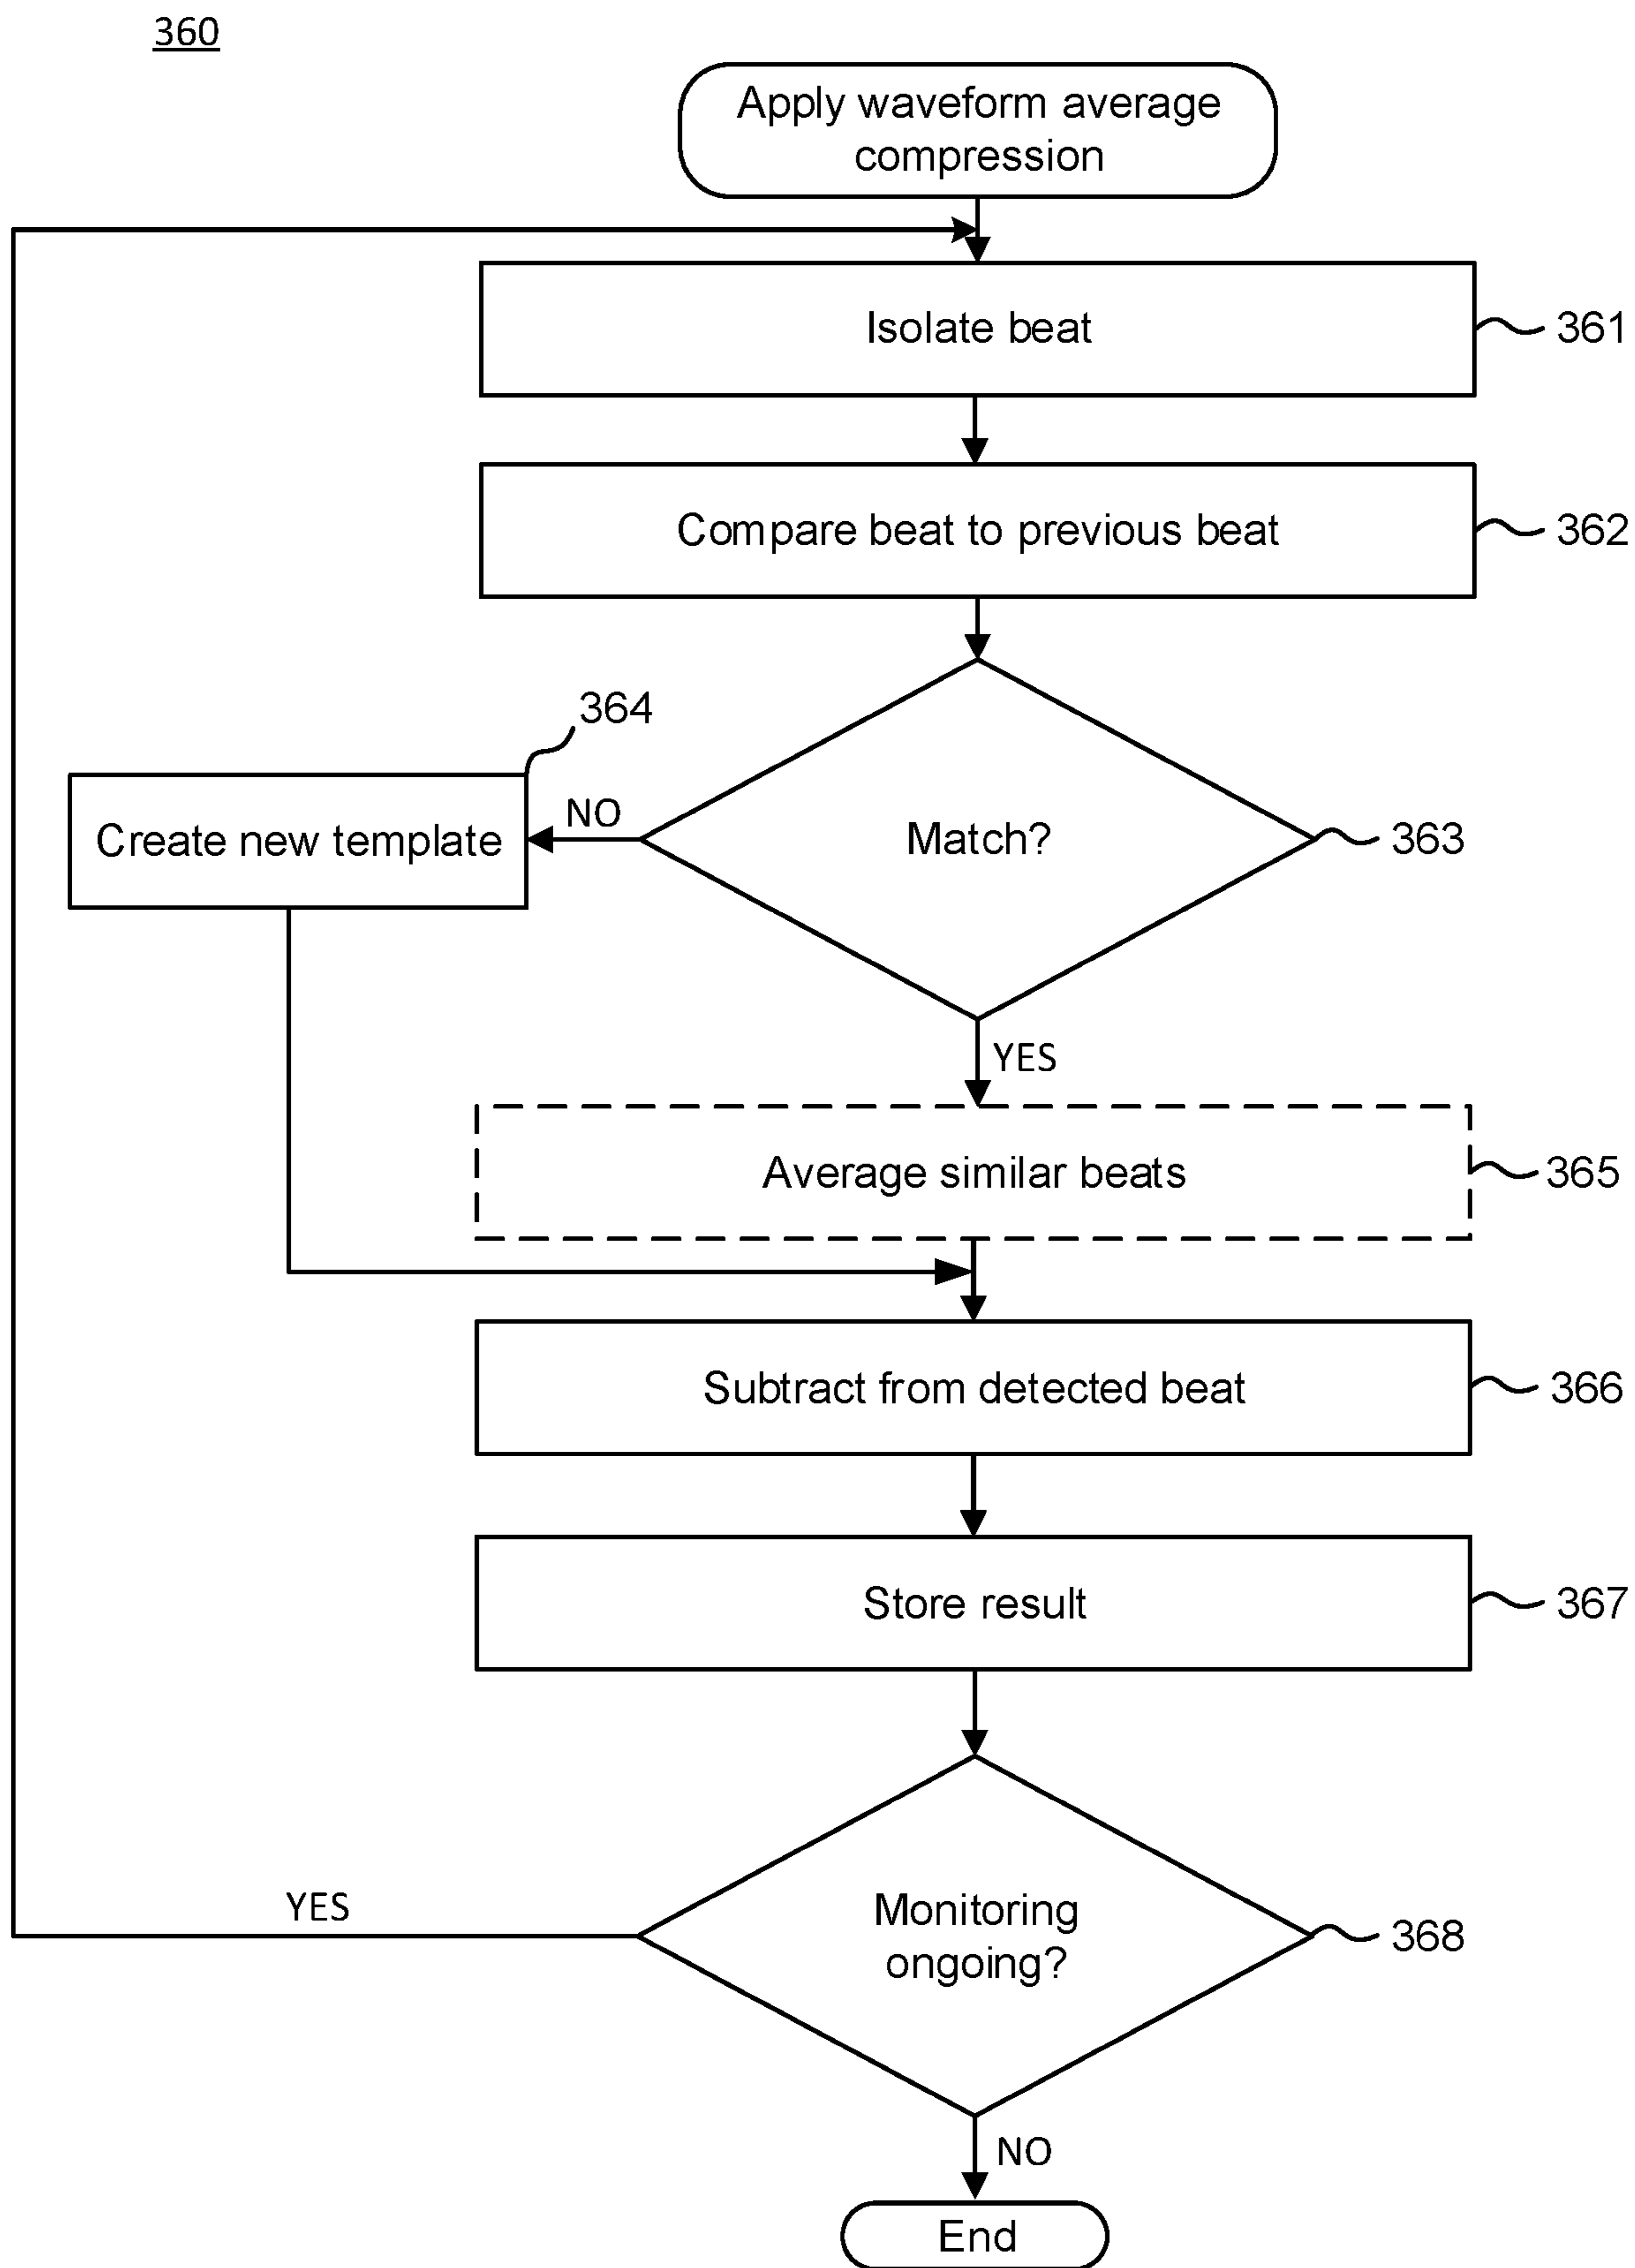 360
Apply waveform average
compression
Isolate beat
361
Compare beat to previous beat
362
364
Create new template
NO
Match?
363
YES
Average similar beats
365
Subtract from detected beat
366
Store result
367
YES
Monitoring
ongoing?
368
NO
End